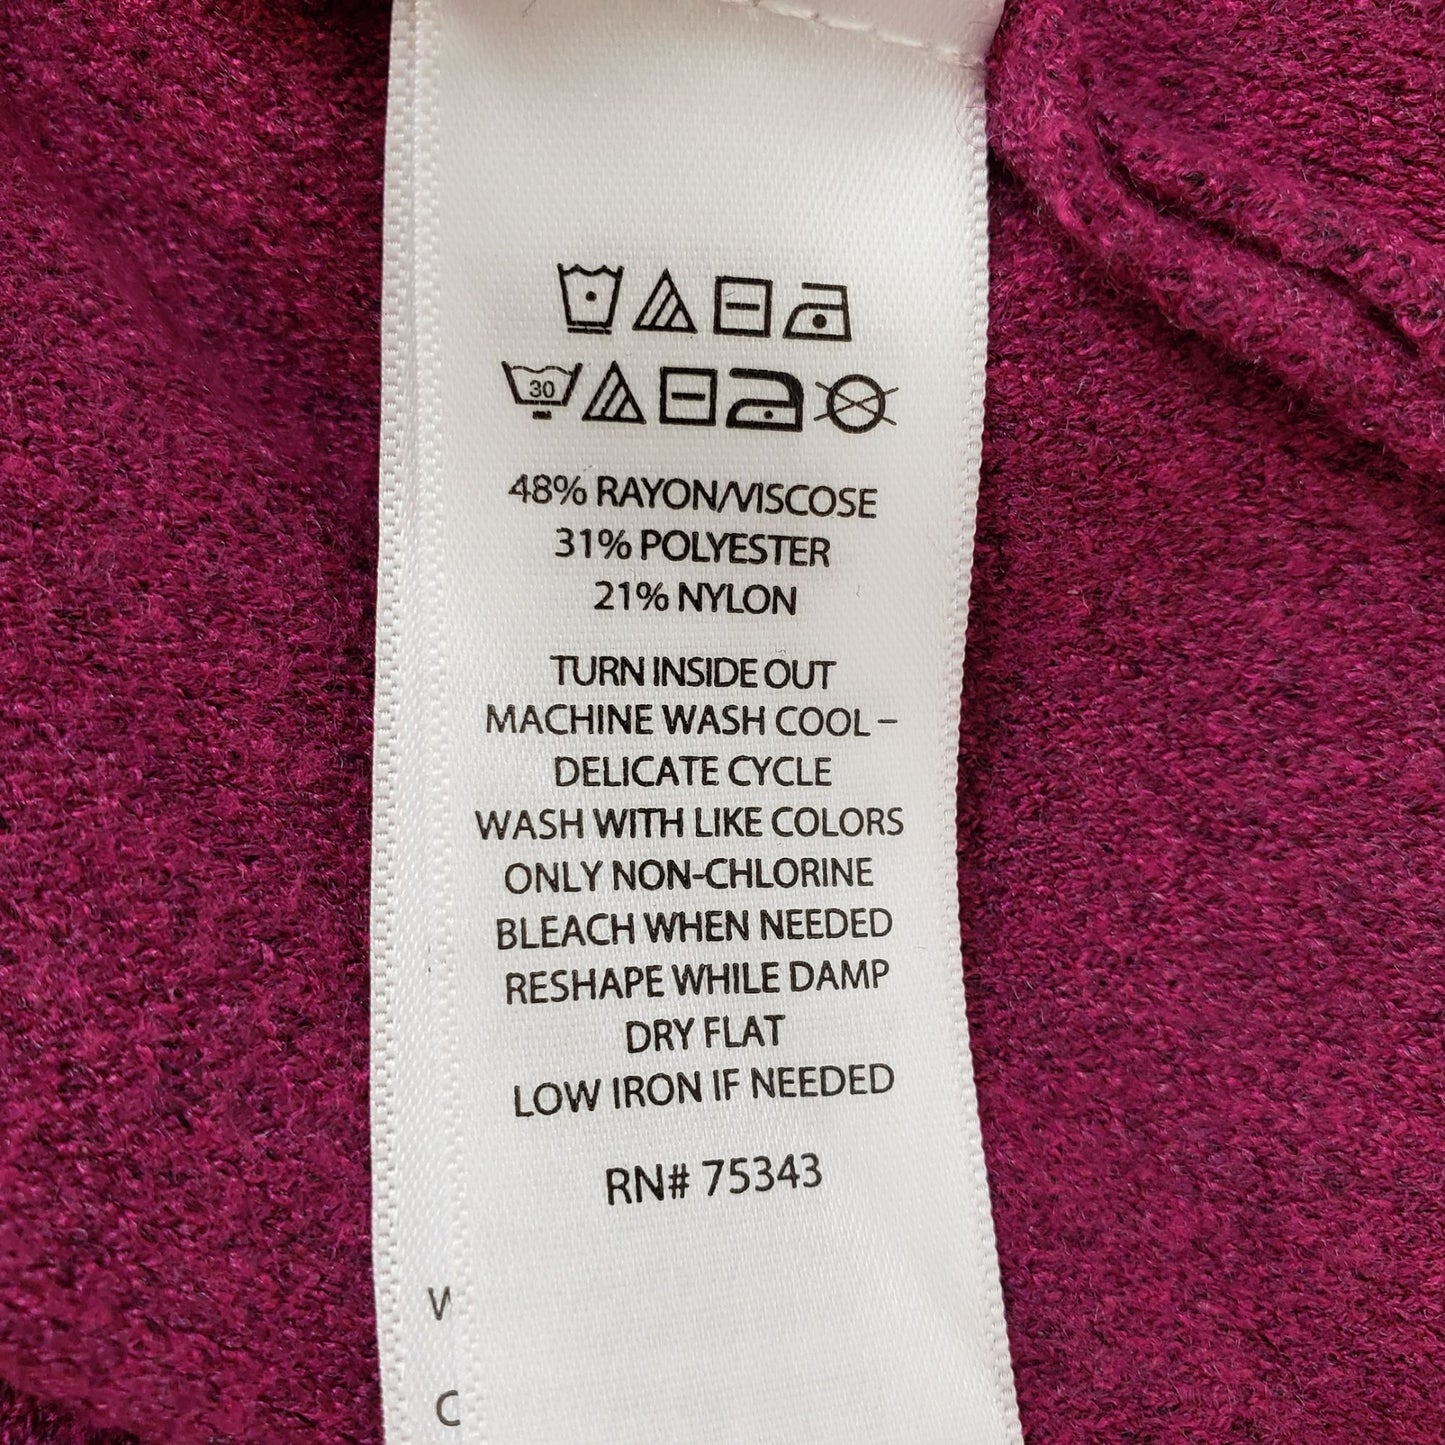 30
48% RAYON/VISCOSE
31% POLYESTER
21% NYLON
TURN INSIDE OUT
MACHINE WASH COOL –
DELICATE CYCLE
WASH WITH LIKE COLORS
ONLY NON-CHLORINE
BLEACH WHEN NEEDED
RESHAPE WHILE DAMP
DRY FLAT
LOW IRON IF NEEDED
RN# 75343